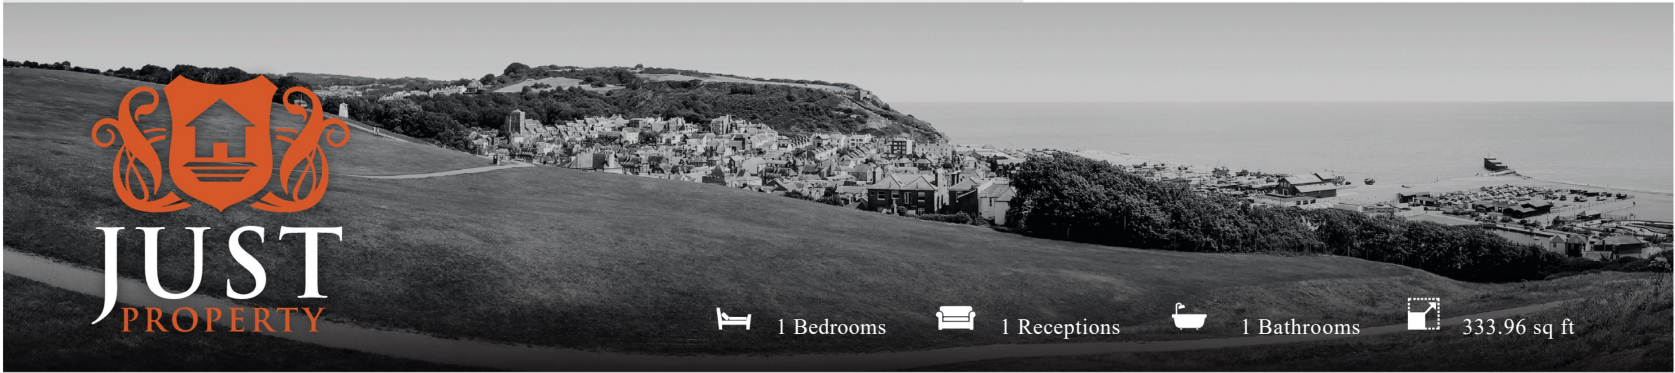 JUST
PROPERTY
1 Bedrooms
1 Receptions
1 Bathrooms
333.96 sq ft